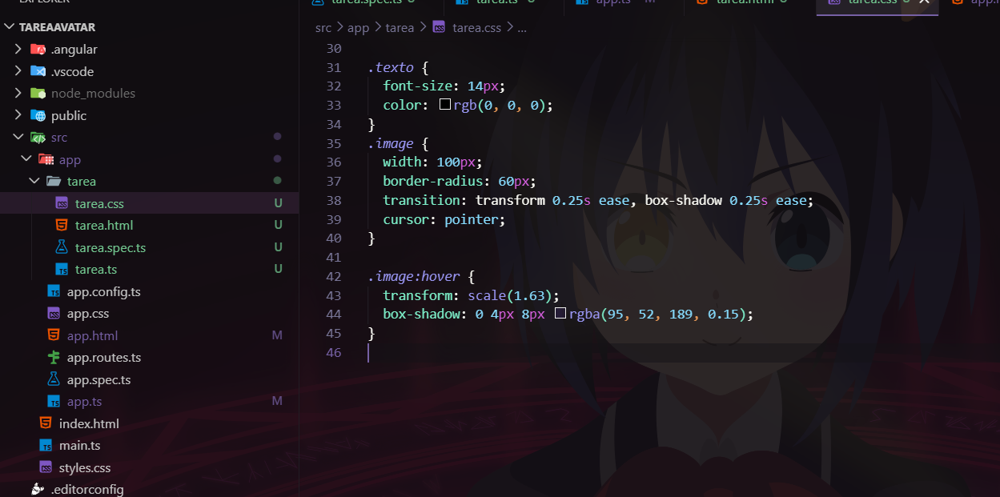 EXPLORER
TAREAAVATAR
.angular
.vscode
node_modules
public
src
app
tarea
tarea.css U
tarea.html U
tarea.spec.ts U
tarea.ts U
app.config.ts
app.css
app.html M
app.routes.ts
app.spec.ts
app.ts M
index.html
main.ts
styles.css
.editorconfig
tarea.spec.ts U tarea.ts U app.ts M tarea.html U tarea.css U
src > app > tarea > tarea.css > ...
30
31 .texto {
32 font-size: 14px;
33 color: rgb(0, 0, 0);
34 }
35 .image {
36 width: 100px;
37 border-radius: 60px;
38 transition: transform 0.25s ease, box-shadow 0.25s ease;
39 cursor: pointer;
40 }
41
42 .image:hover {
43 transform: scale(1.63);
44 box-shadow: 0 4px 8px rgba(95, 52, 189, 0.15);
45 }
46